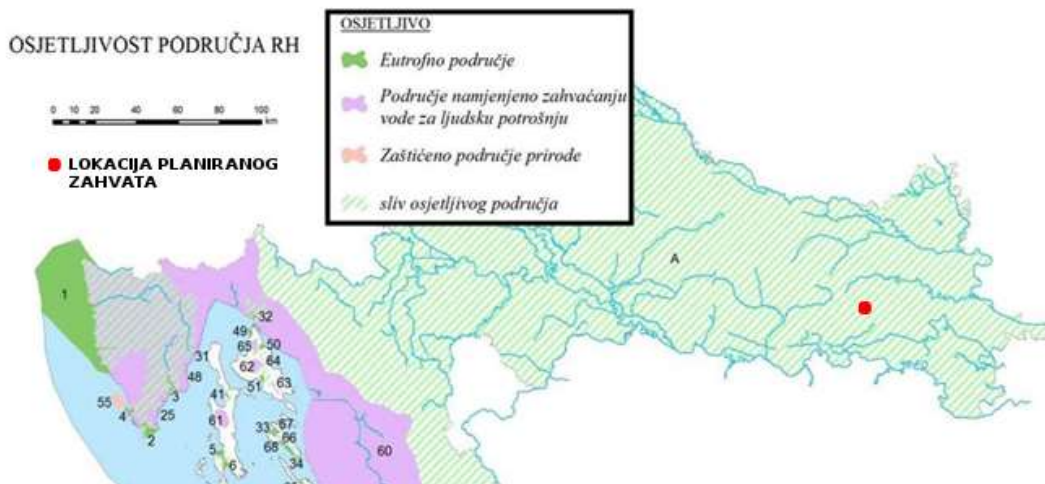 OSJETLJIVOST PODRUČJA RH
0 10 20 40 60 80 100
km
LOKACIJA PLANIRANOG
ZAHVATA
OSJETLJIVO
Eutrofno područje
Područje namjenjeno zahvaćanju
vode za ljudsku potrošnju
Zaštićeno područje prirode
sliv osjetljivog područja
A
1
32
49
31
65
50
62
64
48
51
63
3
41
55
4
25
61
2
33
67
66
68
5
6
34
60